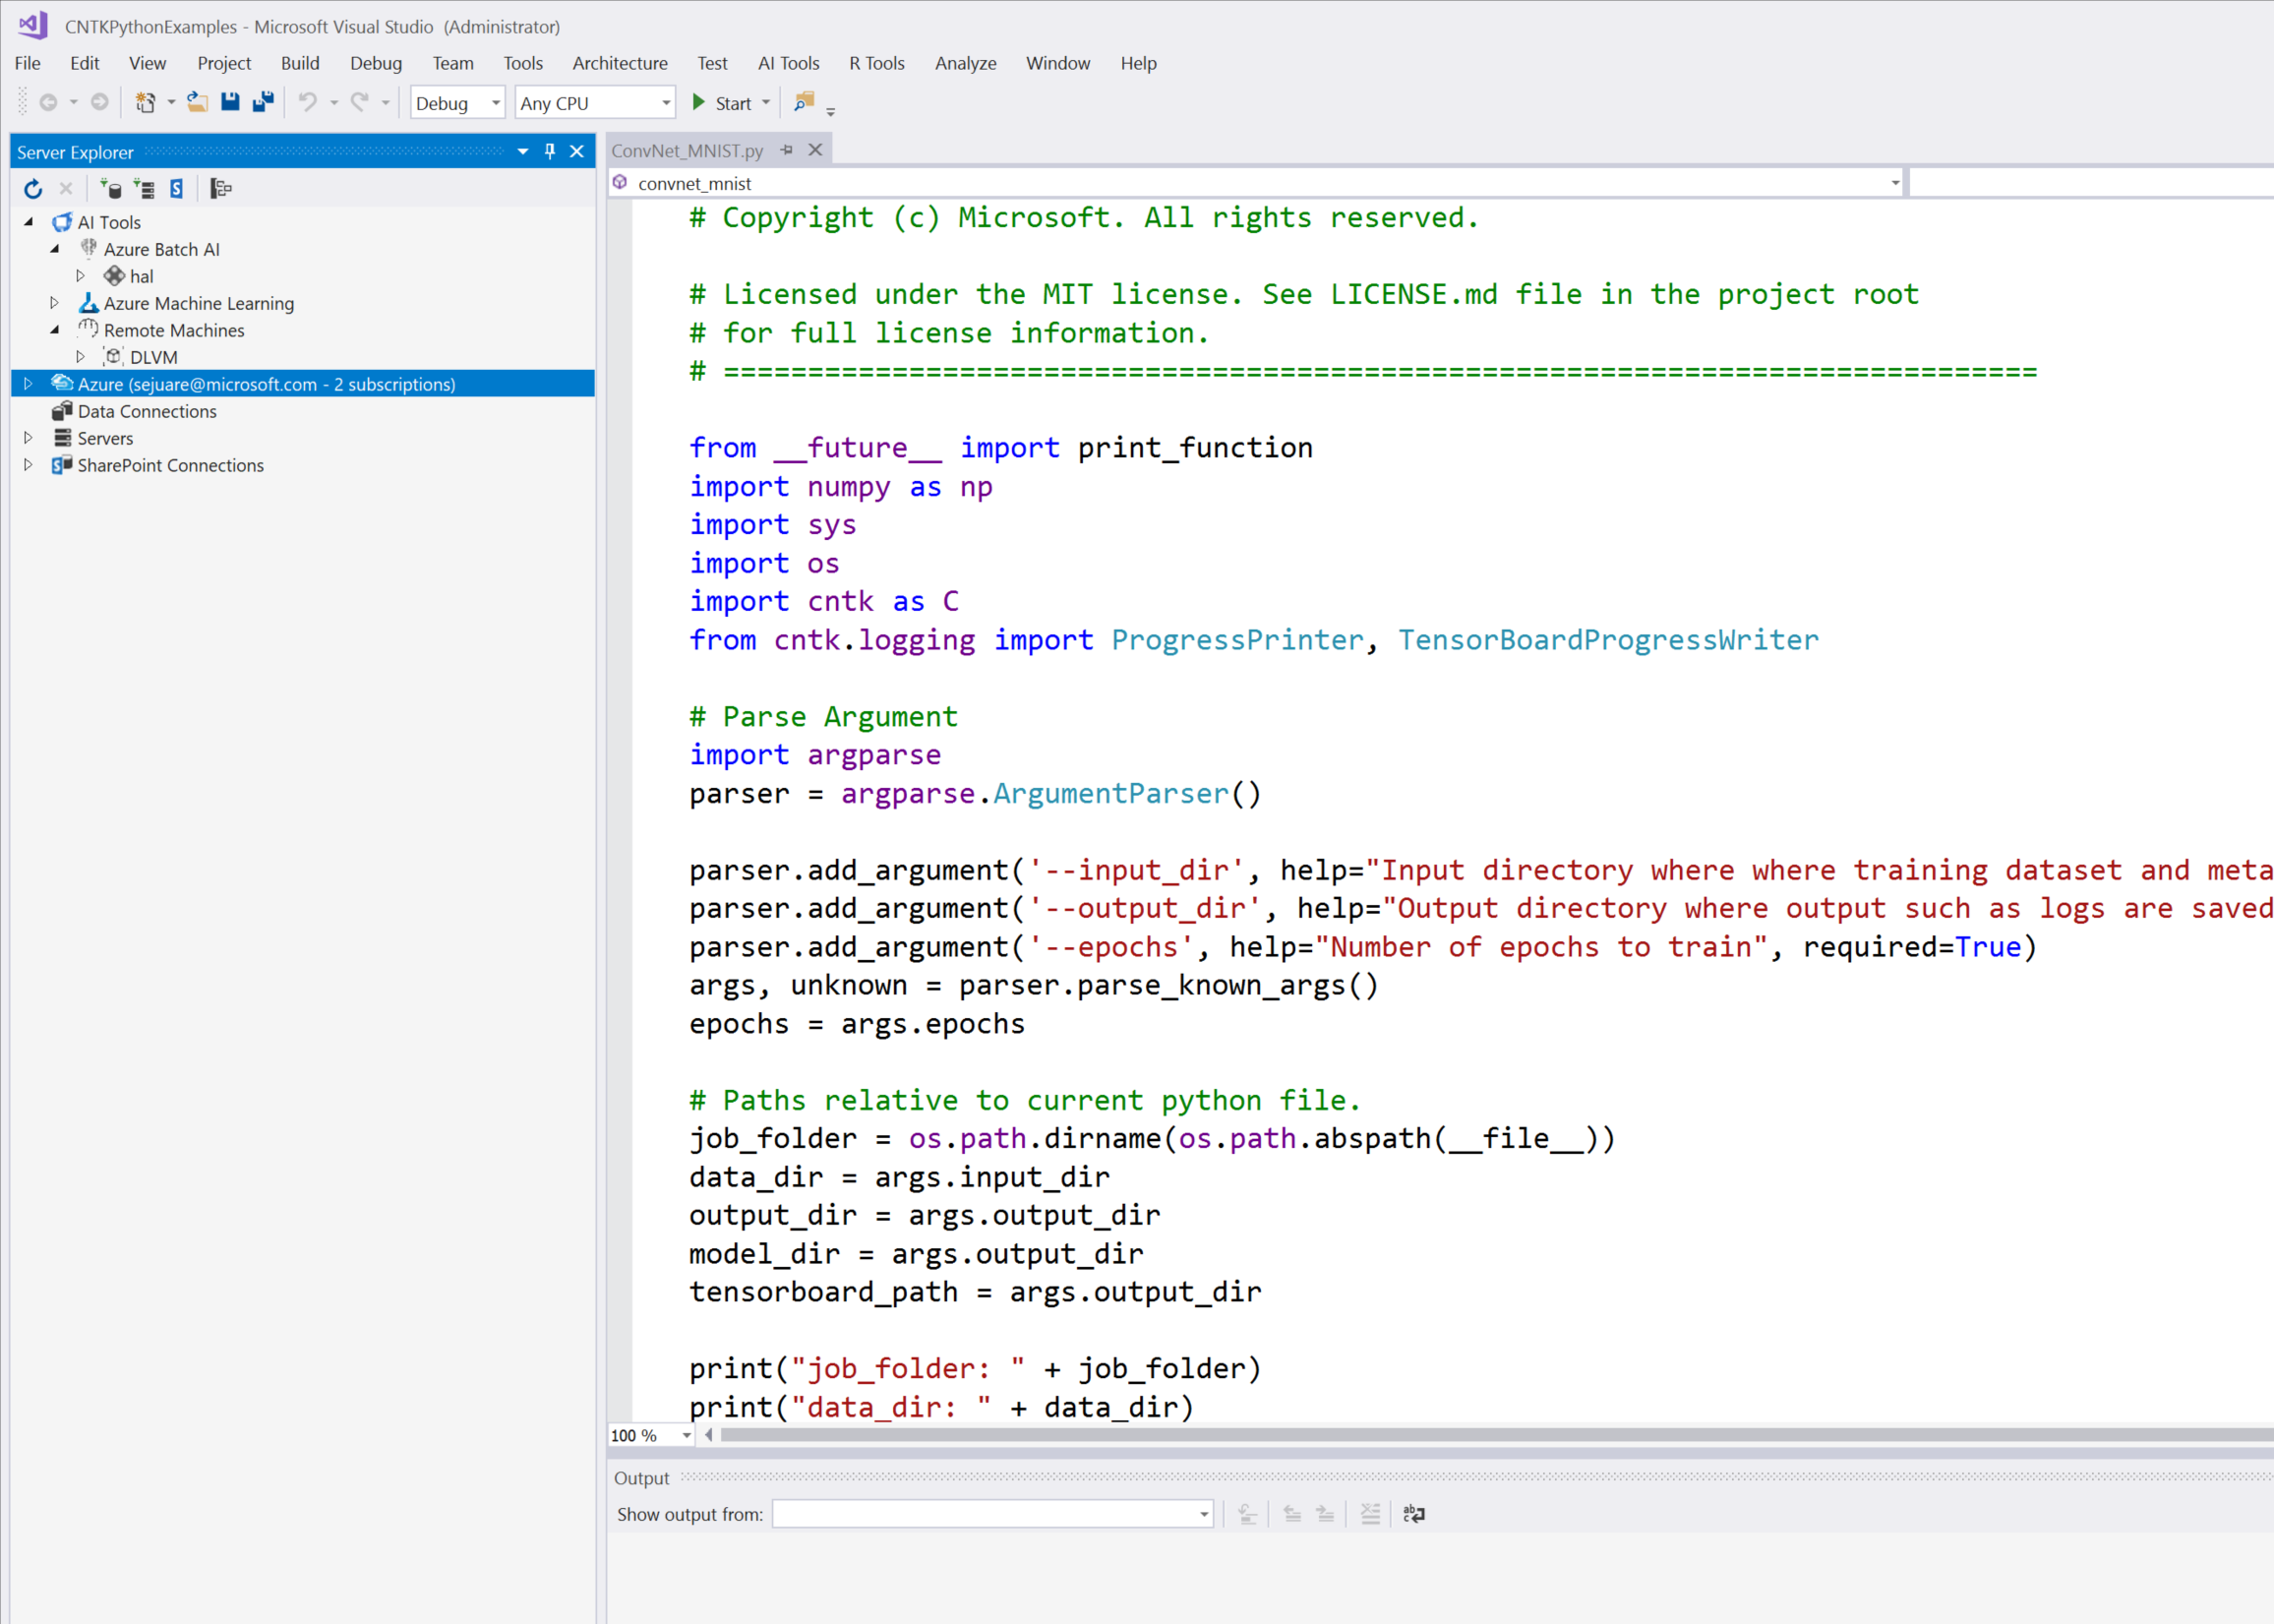 CNTKPythonExamples - Microsoft Visual Studio (Administrator)
File Edit View Project Build Debug Team Tools Architecture Test AI Tools R Tools Analyze Window Help
Debug Any CPU Start
Server Explorer
AI Tools
Azure Batch AI
hal
Azure Machine Learning
Remote Machines
DLVM
Azure (sejuare@microsoft.com - 2 subscriptions)
Data Connections
Servers
SharePoint Connections
ConvNet_MNIST.py
convnet_mnist
# Copyright (c) Microsoft. All rights reserved.
# Licensed under the MIT license. See LICENSE.md file in the project root
# for full license information.
# ==============================================================================
from __future__ import print_function
import numpy as np
import sys
import os
import cntk as C
from cntk.logging import ProgressPrinter, TensorBoardProgressWriter
# Parse Argument
import argparse
parser = argparse.ArgumentParser()
parser.add_argument('--input_dir', help="Input directory where where training dataset and meta
parser.add_argument('--output_dir', help="Output directory where output such as logs are saved
parser.add_argument('--epochs', help="Number of epochs to train", required=True)
args, unknown = parser.parse_known_args()
epochs = args.epochs
# Paths relative to current python file.
job_folder = os.path.dirname(os.path.abspath(__file__))
data_dir = args.input_dir
output_dir = args.output_dir
model_dir = args.output_dir
tensorboard_path = args.output_dir
print("job_folder: " + job_folder)
print("data_dir: " + data_dir)
100 %
Output
Show output from: